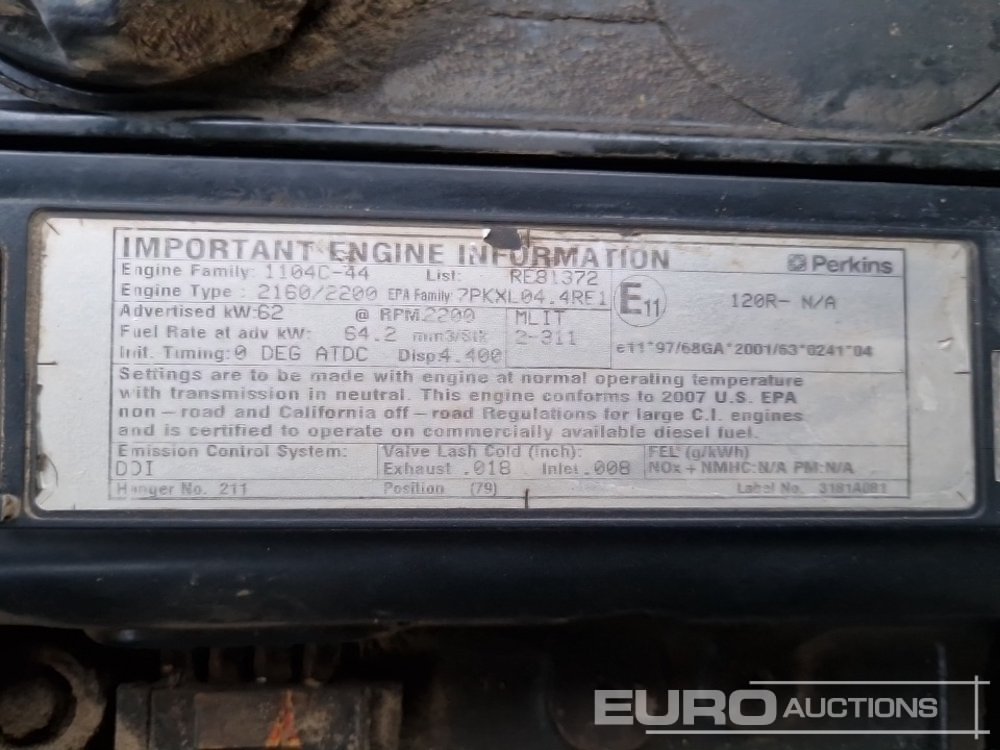 IMPORTANT ENGINE INFORMATION
Perkins
Engine Family: 1104C-44 List: RE81372
Engine Type : 2160/2200 EPA Family: 7PKXL04.4RE1
E11 120R- N/A
Advertised kW:62 @ RPM:2200 MLIT
Fuel Rate at adv kW: 64.2 mm3/Stk 2-311
e11*97/68GA*2001/63*0241*04
Init. Timing:0 DEG ATDC Disp:4.400
Settings are to be made with engine at normal operating temperature
with transmission in neutral. This engine conforms to 2007 U.S. EPA
non-road and California off-road Regulations for large C.I. engines
and is certified to operate on commercially available diesel fuel.
Emission Control System: Valve Lash Cold (Inch): FEL (g/kWh)
DDI Exhaust .018 Inlet .008 NOx + NMHC:N/A PM:N/A
Hanger No. 211 Position (79) Label No. 3181A081
EURO AUCTIONS